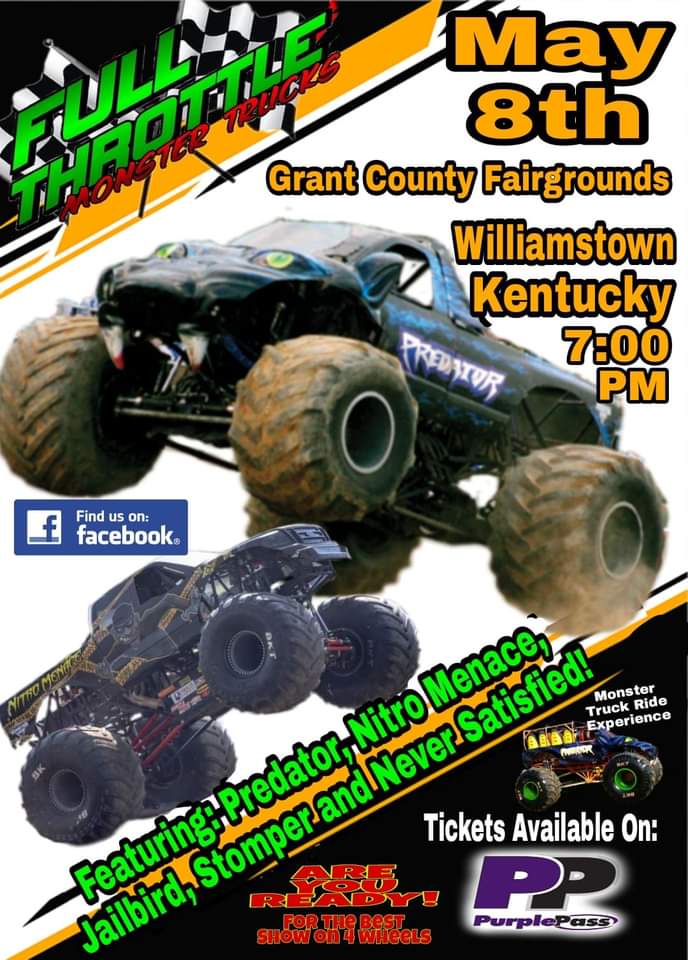 FULL
THROTTLE
MONSTER TRUCKS
May
8th
Grant County Fairgrounds
Williamstown
Kentucky
7:00
PM
PREDATOR
f
Find us on:
facebook®
NITRO MENACE
BKT
Featuring: Predator, Nitro Menace,
Jailbird, Stomper and Never Satisfied!
Monster
Truck Ride
Experience
Tickets Available On:
PP
PurplePass
ARE
YOU
READY!
FOR THE BEST
SHOW ON 4 WHEELS